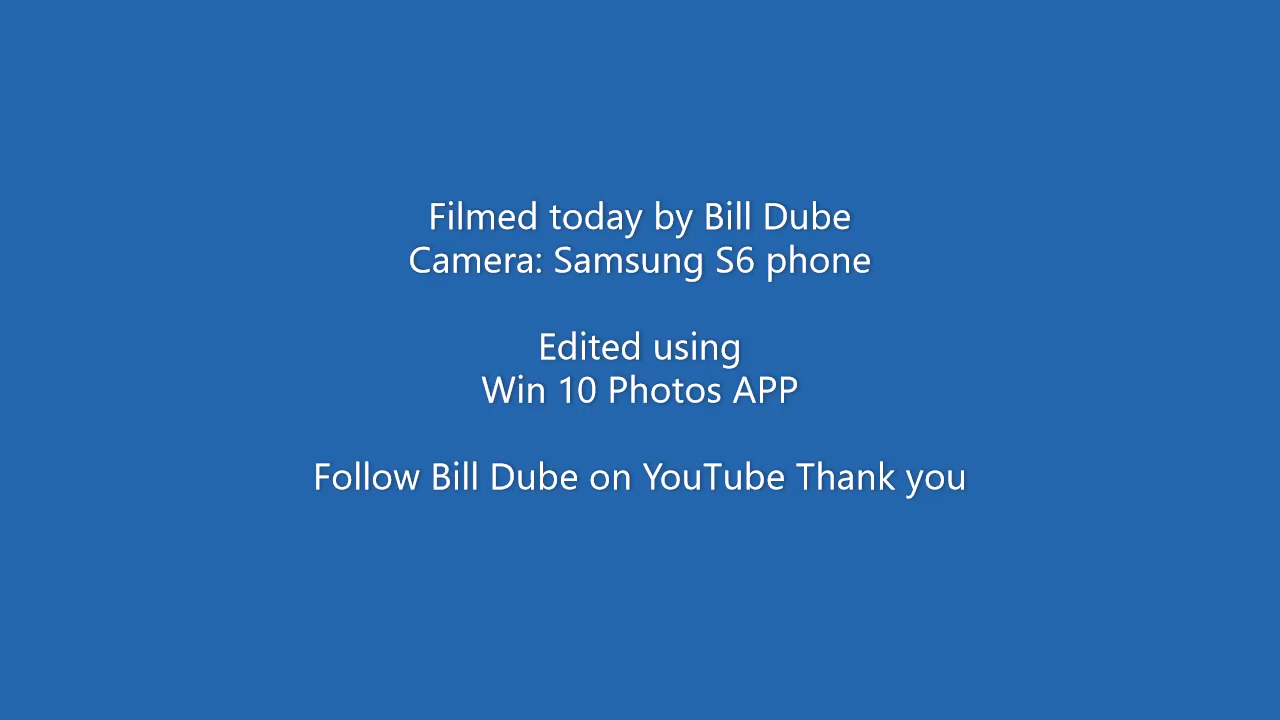 Filmed today by Bill Dube
Camera: Samsung S6 phone
Edited using
Win 10 Photos APP
Follow Bill Dube on YouTube Thank you